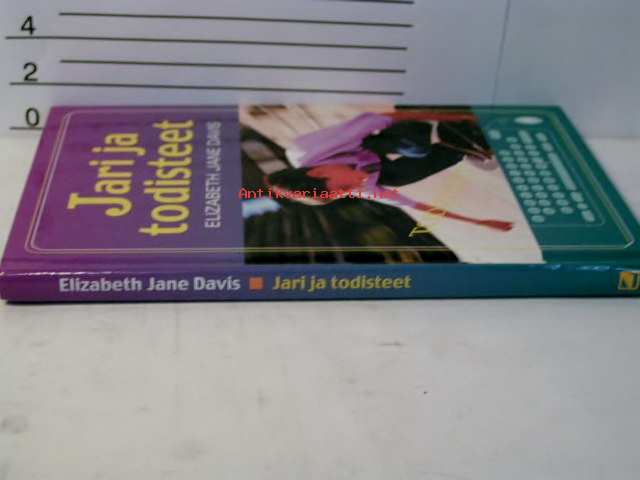 4
2
0
Jari ja
todisteet
ELIZABETH JANE DAVIS
Antikvariaatti.net
Elizabeth Jane Davis ■ Jari ja todisteet